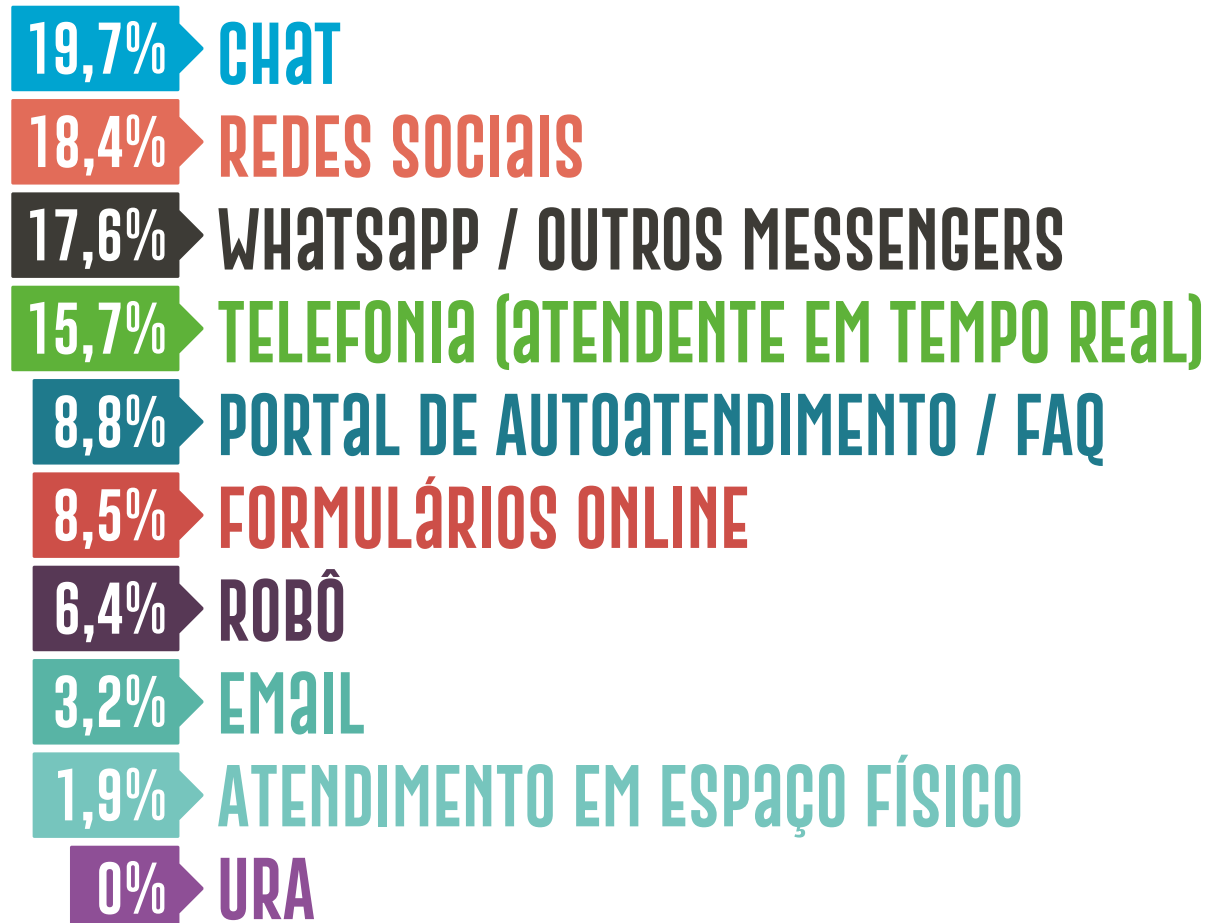 19,7% CHAT
18,4% REDES SOCIAIS
17,6% WHATSAPP / OUTROS MESSENGERS
15,7% TELEFONIA (ATENDENTE EM TEMPO REAL)
8,8% PORTAL DE AUTOATENDIMENTO / FAQ
8,5% FORMULÁRIOS ONLINE
6,4% ROBÔ
3,2% EMAIL
1,9% ATENDIMENTO EM ESPAÇO FÍSICO
0% URA